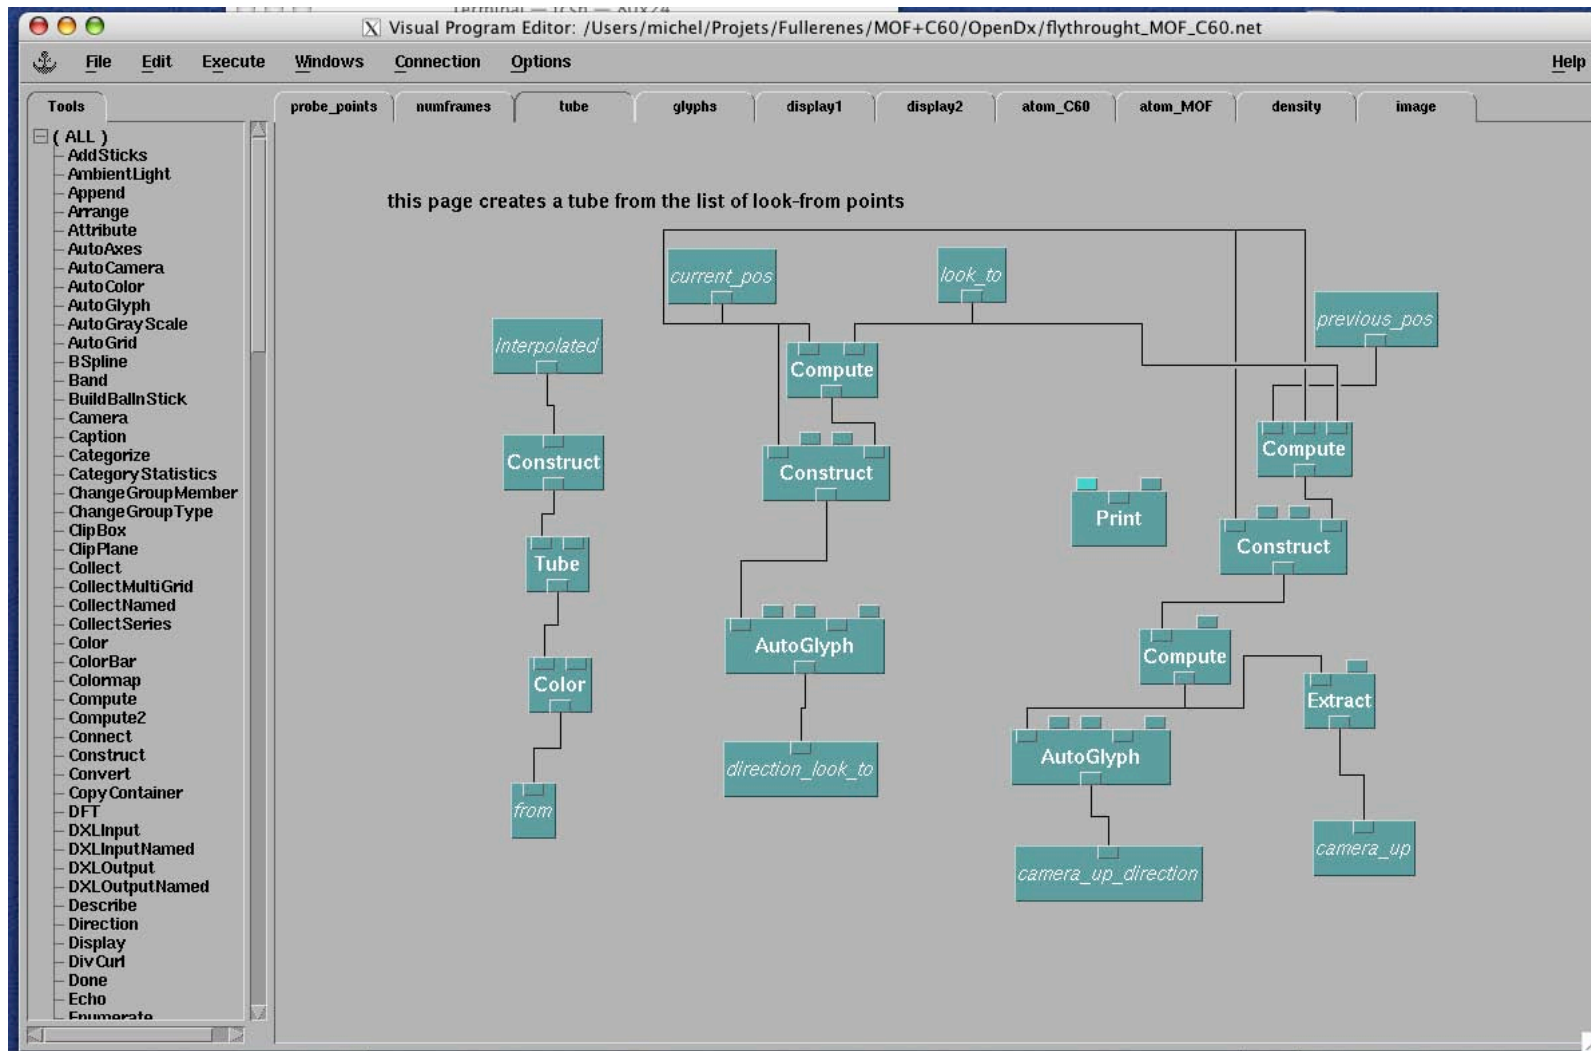 Visual Program Editor: /Users/michel/Projets/Fullerenes/MOF+C60/OpenDx/flythrought_MOF_C60.net
File Edit Execute Windows Connection Options Help
Tools
probe_points numframes tube glyphs display1 display2 atom_C60 atom_MOF density image
( ALL )
AddSticks
AmbientLight
Append
Arrange
Attribute
AutoAxes
AutoCamera
AutoColor
AutoGlyph
AutoGrayScale
AutoGrid
BSpline
Band
BuildBallnStick
Camera
Caption
Categorize
CategoryStatistics
ChangeGroupMember
ChangeGroupType
ClipBox
ClipPlane
Collect
CollectMultiGrid
CollectNamed
CollectSeries
Color
ColorBar
Colormap
Compute
Compute2
Connect
Construct
Convert
CopyContainer
DFT
DXLInput
DXLInputNamed
DXLOutput
DXLOutputNamed
Describe
Direction
Display
DivCurl
Done
Echo
Enumerate
this page creates a tube from the list of look-from points
current_pos
look_to
previous_pos
Interpolated
Compute
Compute
Construct
Construct
Print
Construct
Tube
AutoGlyph
Compute
Color
Extract
AutoGlyph
direction_look_to
from
camera_up
camera_up_direction